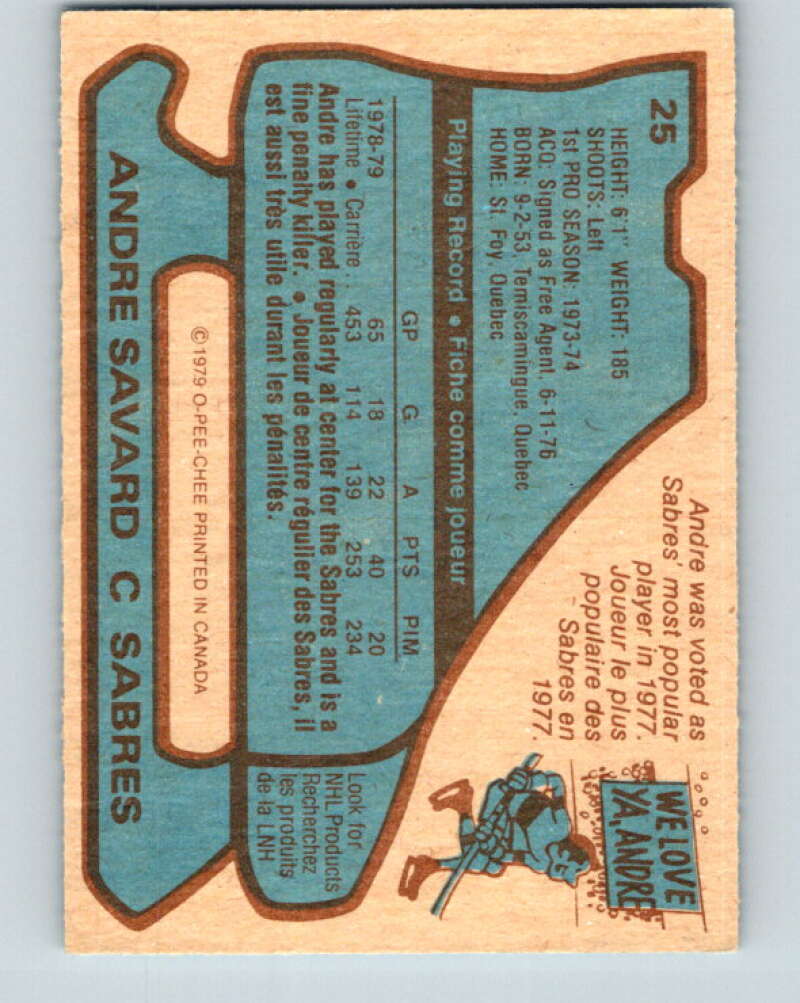 25
HEIGHT: 6'1" WEIGHT: 185
SHOOTS: Left
1st PRO SEASON: 1973-74
ACQ: Signed as Free Agent, 6-11-76
BORN: 9-2-53, Temiscamingue, Quebec
HOME: St. Foy, Quebec
Andre was voted as
Sabres' most popular
player in 1977.
Joueur le plus
populaire des
Sabres en
1977.
WE LOVE
YA, ANDRE
Playing Record • Fiche comme joueur
GP G A PTS PIM
1978-79 65 18 22 40 20
Lifetime • Carrière . . 453 114 139 253 234
Andre has played regularly at center for the Sabres and is a
fine penalty killer. • Joueur de centre régulier des Sabres, il
est aussi très utile durant les pénalités.
Look for
NHL Products
Recherchez
les produits
de la LNH
©1979 O-PEE-CHEE PRINTED IN CANADA
ANDRE SAVARD C SABRES